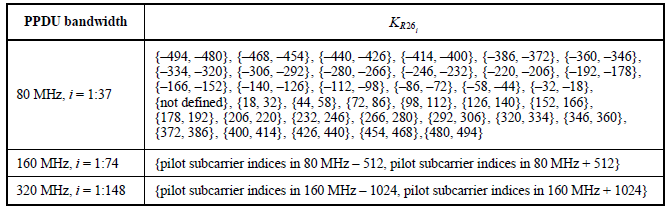 PPDU bandwidth K_R26_i
80 MHz, i = 1:37
{–494, –480}, {–468, –454}, {–440, –426}, {–414, –400}, {–386, –372}, {–360, –346},
{–334, –320}, {–306, –292}, {–280, –266}, {–246, –232}, {–220, –206}, {–192, –178},
{–166, –152}, {–140, –126}, {–112, –98}, {–86, –72}, {–58, –44}, {–32, –18},
{not defined}, {18, 32}, {44, 58}, {72, 86}, {98, 112}, {126, 140}, {152, 166},
{178, 192}, {206, 220}, {232, 246}, {266, 280}, {292, 306}, {320, 334}, {346, 360},
{372, 386}, {400, 414}, {426, 440}, {454, 468},{480, 494}
160 MHz, i = 1:74 {pilot subcarrier indices in 80 MHz – 512, pilot subcarrier indices in 80 MHz + 512}
320 MHz, i = 1:148 {pilot subcarrier indices in 160 MHz – 1024, pilot subcarrier indices in 160 MHz + 1024}